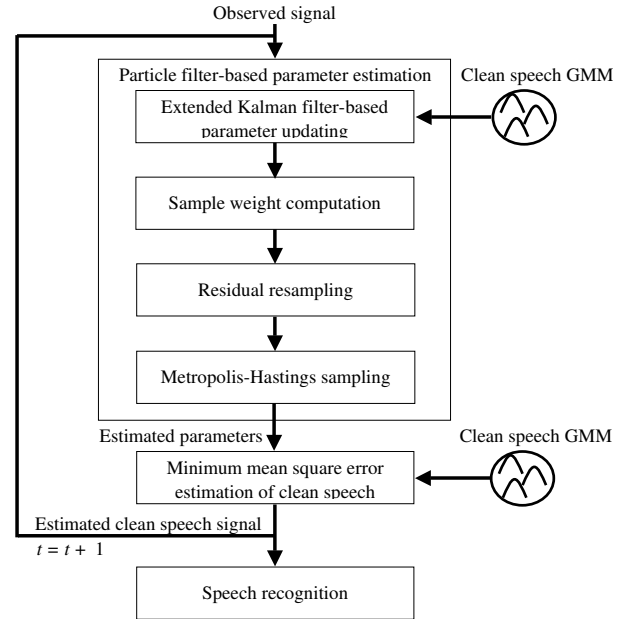 Observed signal
Particle filter-based parameter estimation
Clean speech GMM
Extended Kalman filter-based
parameter updating
Sample weight computation
Residual resampling
Metropolis-Hastings sampling
Estimated parameters
Clean speech GMM
Minimum mean square error
estimation of clean speech
Estimated clean speech signal
t = t + 1
Speech recognition